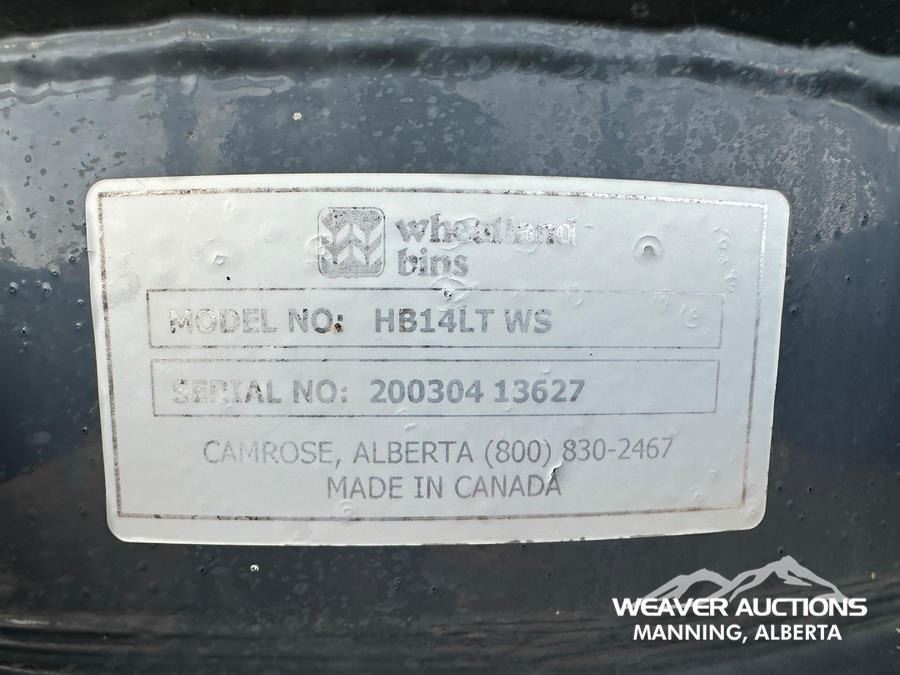 wheatland
bins
MODEL NO: HB14LT WS
SERIAL NO: 200304 13627
CAMROSE, ALBERTA (800) 830-2467
MADE IN CANADA
WEAVER AUCTIONS
MANNING, ALBERTA